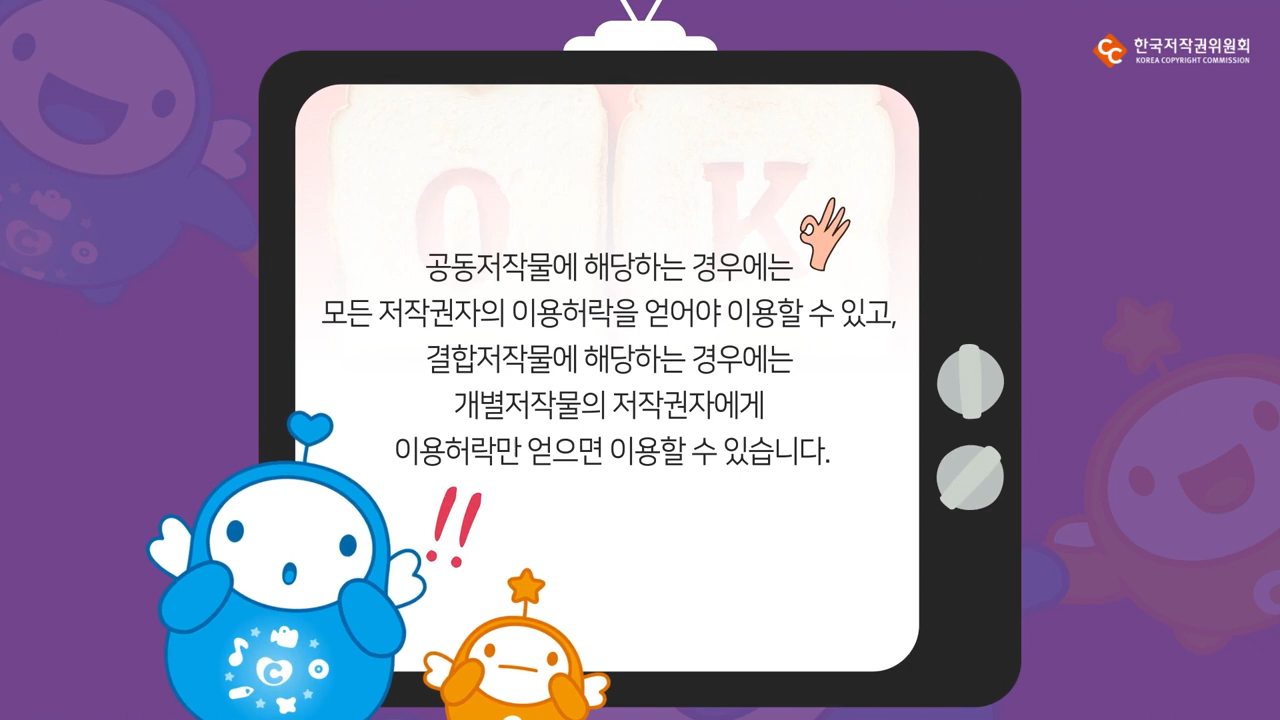 한국저작권위원회
KOREA COPYRIGHT COMMISSION
O K
공동저작물에 해당하는 경우에는
모든 저작권자의 이용허락을 얻어야 이용할 수 있고,
결합저작물에 해당하는 경우에는
개별저작물의 저작권자에게
이용허락만 얻으면 이용할 수 있습니다.
!!